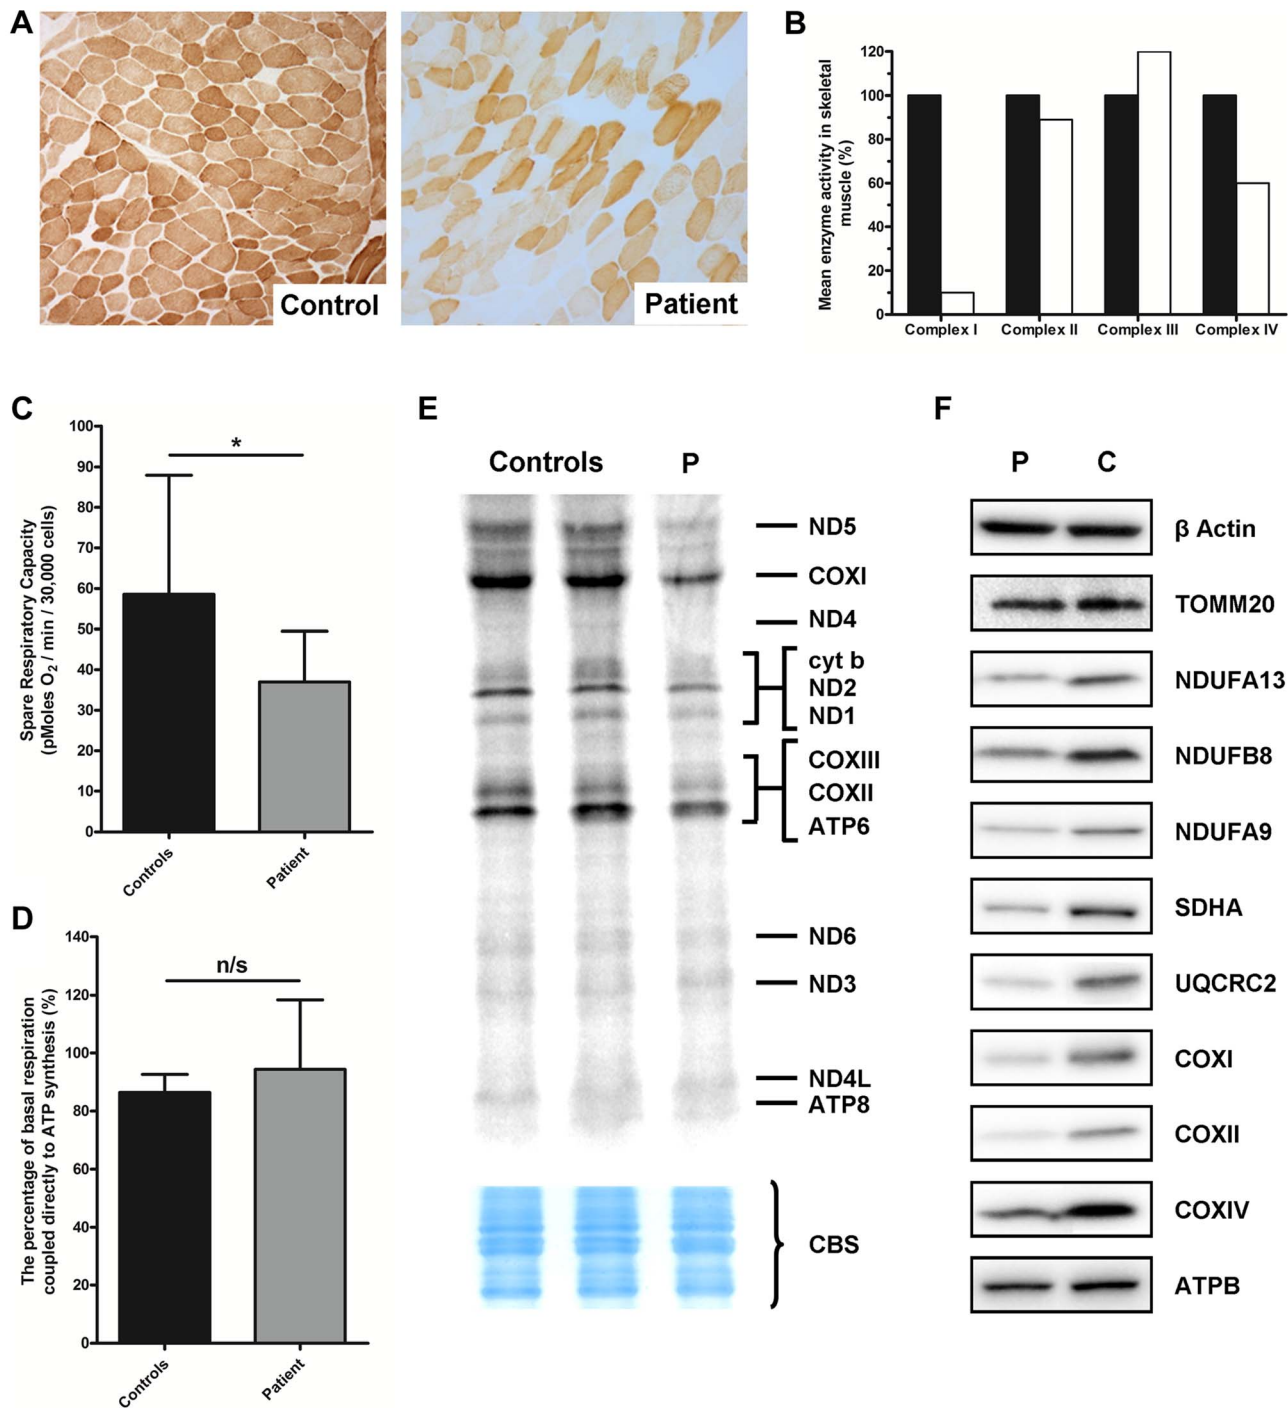 A
Control
Patient
B
Mean enzyme activity in skeletal
muscle (%)
120
100
80
60
40
20
0
Complex I
Complex II
Complex III
Complex IV
C
Spare Respiratory Capacity
(pMoles O2 / min / 30,000 cells)
100
90
80
70
60
50
40
30
20
10
0
*
Controls
Patient
D
The percentage of basal respiration
coupled directly to ATP synthesis (%)
140
120
100
80
60
40
20
0
n/s
Controls
Patient
E
Controls P
ND5
COXI
ND4
cyt b
ND2
ND1
COXIII
COXII
ATP6
ND6
ND3
ND4L
ATP8
CBS
F
P C
β Actin
TOMM20
NDUFA13
NDUFB8
NDUFA9
SDHA
UQCRC2
COXI
COXII
COXIV
ATPB